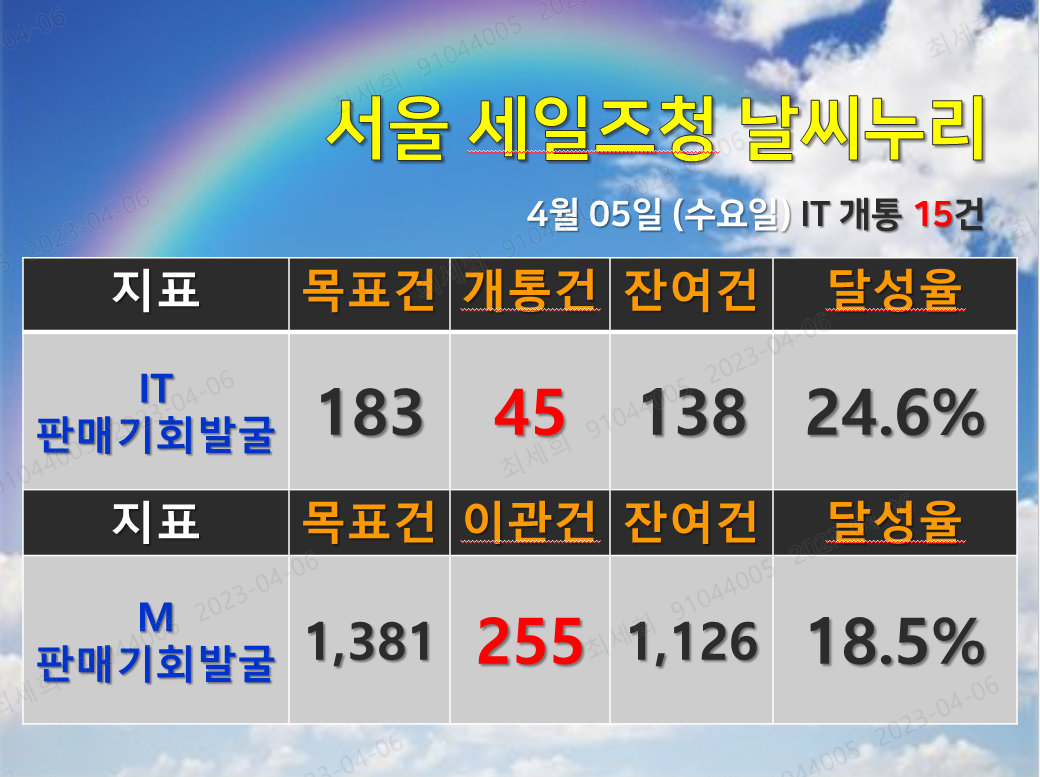 서울 세일즈청 날씨누리
4월 05일 (수요일) IT 개통 15건
지표 목표건 개통건 잔여건 달성율
IT
판매기회발굴 183 45 138 24.6%
지표 목표건 이관건 잔여건 달성율
M
판매기회발굴 1,381 255 1,126 18.5%
최세희 91044005 2023-04-06